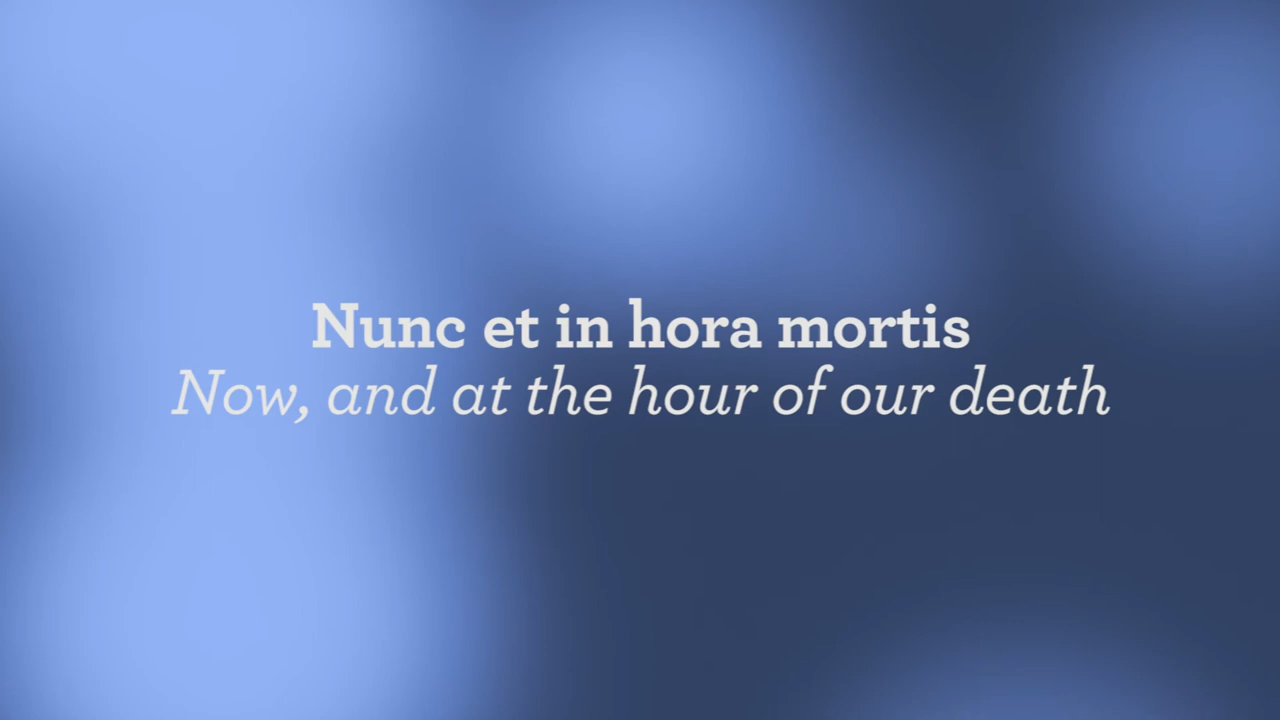 Nunc et in hora mortis
Now, and at the hour of our death